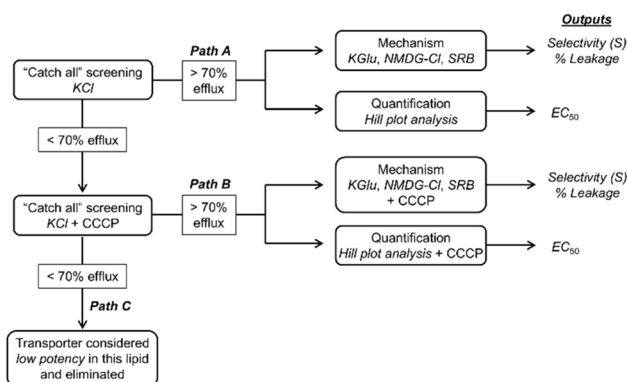 Outputs
Path A
Mechanism
KGlu, NMDG-Cl, SRB
Selectivity (S)
% Leakage
"Catch all" screening
KCl
> 70%
efflux
Quantification
Hill plot analysis
EC50
< 70% efflux
Path B
Mechanism
KGlu, NMDG-Cl, SRB
+ CCCP
Selectivity (S)
% Leakage
"Catch all" screening
KCl + CCCP
> 70%
efflux
Quantification
Hill plot analysis + CCCP
EC50
< 70% efflux
Path C
Transporter considered
low potency in this lipid
and eliminated